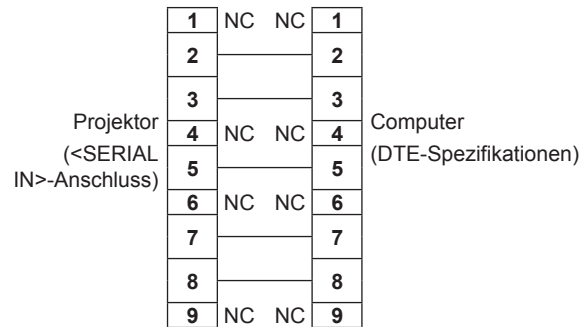 1 NC NC 1
2 2
3 3
Projektor
(<SERIAL
IN>-Anschluss)
4 NC NC 4
Computer
(DTE-Spezifikationen)
5 5
6 NC NC 6
7 7
8 8
9 NC NC 9